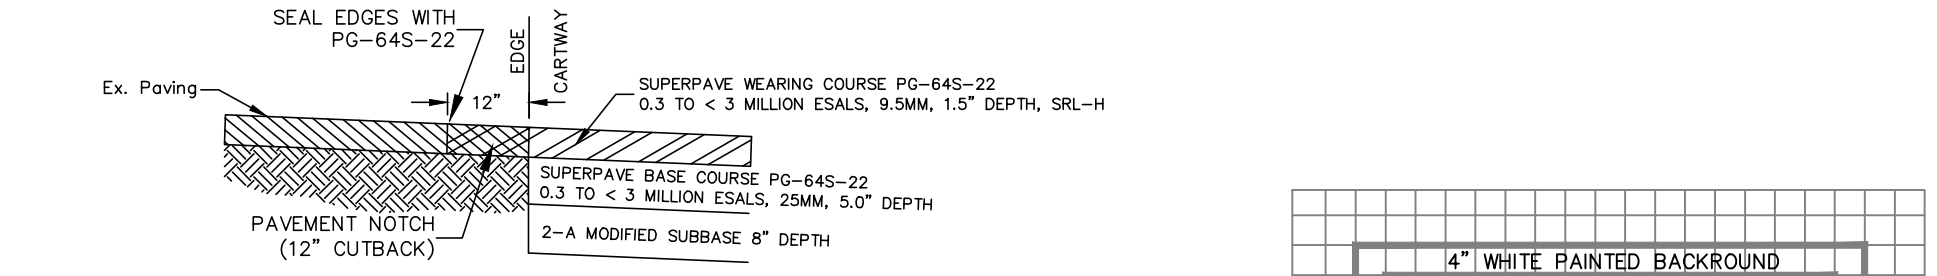 SEAL EDGES WITH
PG-64S-22
EDGE
CARTWAY
Ex. Paving
12"
SUPERPAVE WEARING COURSE PG-64S-22
0.3 TO < 3 MILLION ESALS, 9.5MM, 1.5" DEPTH, SRL-H
SUPERPAVE BASE COURSE PG-64S-22
0.3 TO < 3 MILLION ESALS, 25MM, 5.0" DEPTH
PAVEMENT NOTCH
(12" CUTBACK)
2-A MODIFIED SUBBASE 8" DEPTH
4" WHITE PAINTED BACKROUND